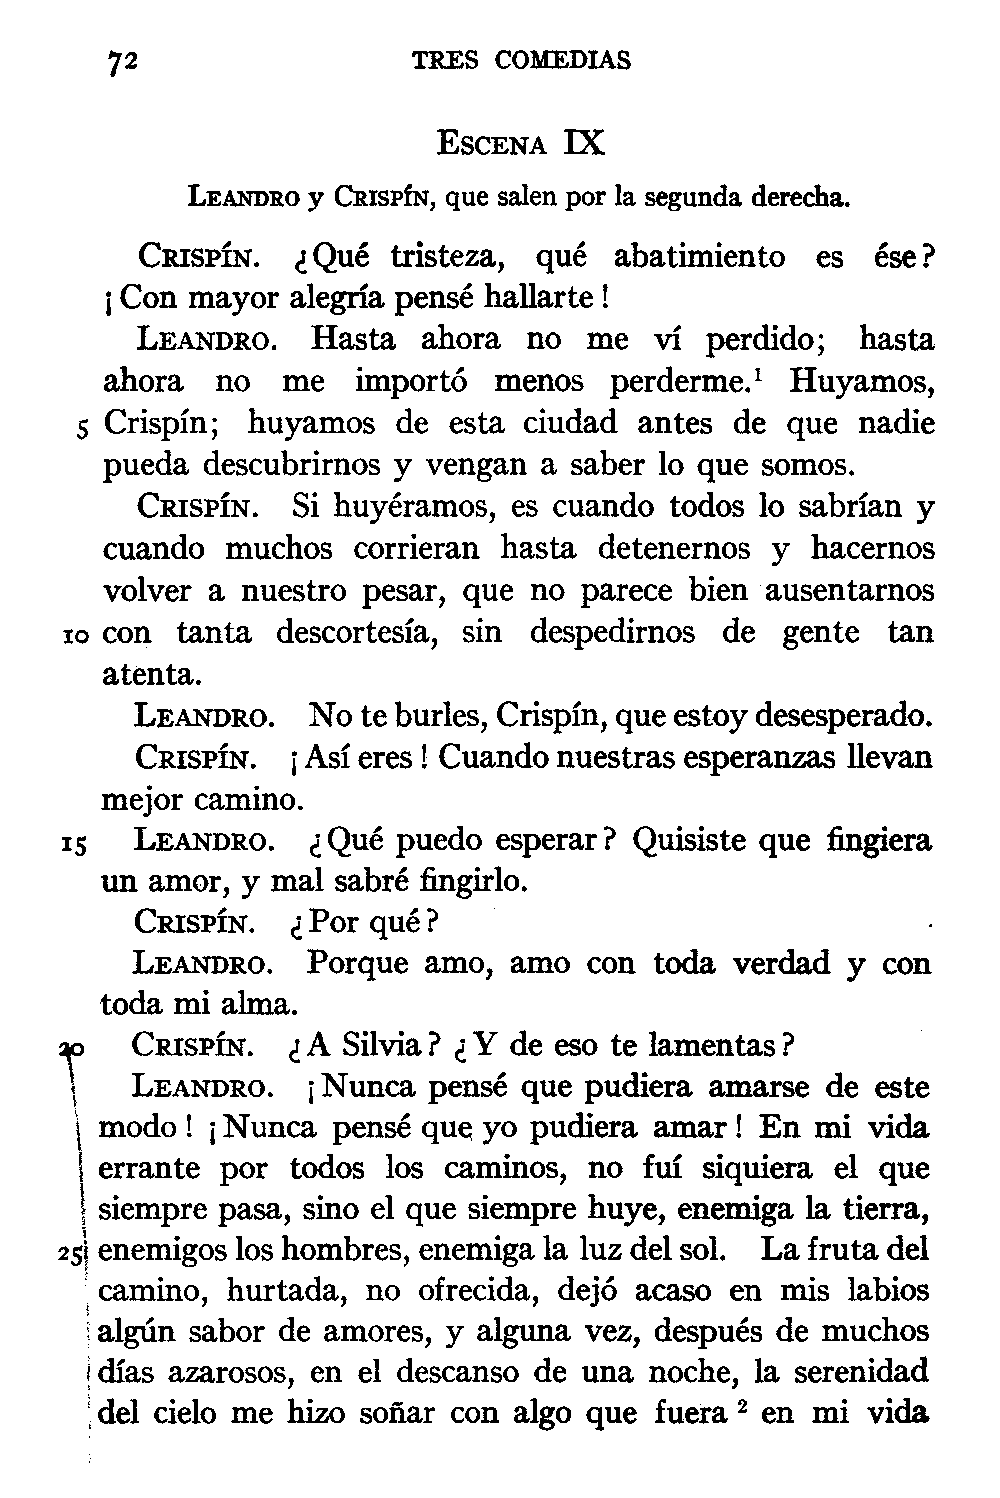 72 TRES COMEDIAS
Escena IX
Leandro y Crispín, que salen por la segunda derecha.
Crispín. ¿Qué tristeza, qué abatimiento es ése?
¡Con mayor alegría pensé hallarte!
Leandro. Hasta ahora no me ví perdido; hasta
ahora no me importó menos perderme.¹ Huyamos,
5 Crispín; huyamos de esta ciudad antes de que nadie
pueda descubrirnos y vengan a saber lo que somos.
Crispín. Si huyéramos, es cuando todos lo sabrían y
cuando muchos corrieran hasta detenernos y hacernos
volver a nuestro pesar, que no parece bien ausentarnos
10 con tanta descortesía, sin despedirnos de gente tan
atenta.
Leandro. No te burles, Crispín, que estoy desesperado.
Crispín. ¡Así eres! Cuando nuestras esperanzas llevan
mejor camino.
15 Leandro. ¿Qué puedo esperar? Quisiste que fingiera
un amor, y mal sabré fingirlo.
Crispín. ¿Por qué?
Leandro. Porque amo, amo con toda verdad y con
toda mi alma.
20 Crispín. ¿A Silvia? ¿Y de eso te lamentas?
Leandro. ¡Nunca pensé que pudiera amarse de este
modo! ¡Nunca pensé que yo pudiera amar! En mi vida
errante por todos los caminos, no fuí siquiera el que
siempre pasa, sino el que siempre huye, enemiga la tierra,
25 enemigos los hombres, enemiga la luz del sol. La fruta del
camino, hurtada, no ofrecida, dejó acaso en mis labios
algún sabor de amores, y alguna vez, después de muchos
días azarosos, en el descanso de una noche, la serenidad
del cielo me hizo soñar con algo que fuera² en mi vida